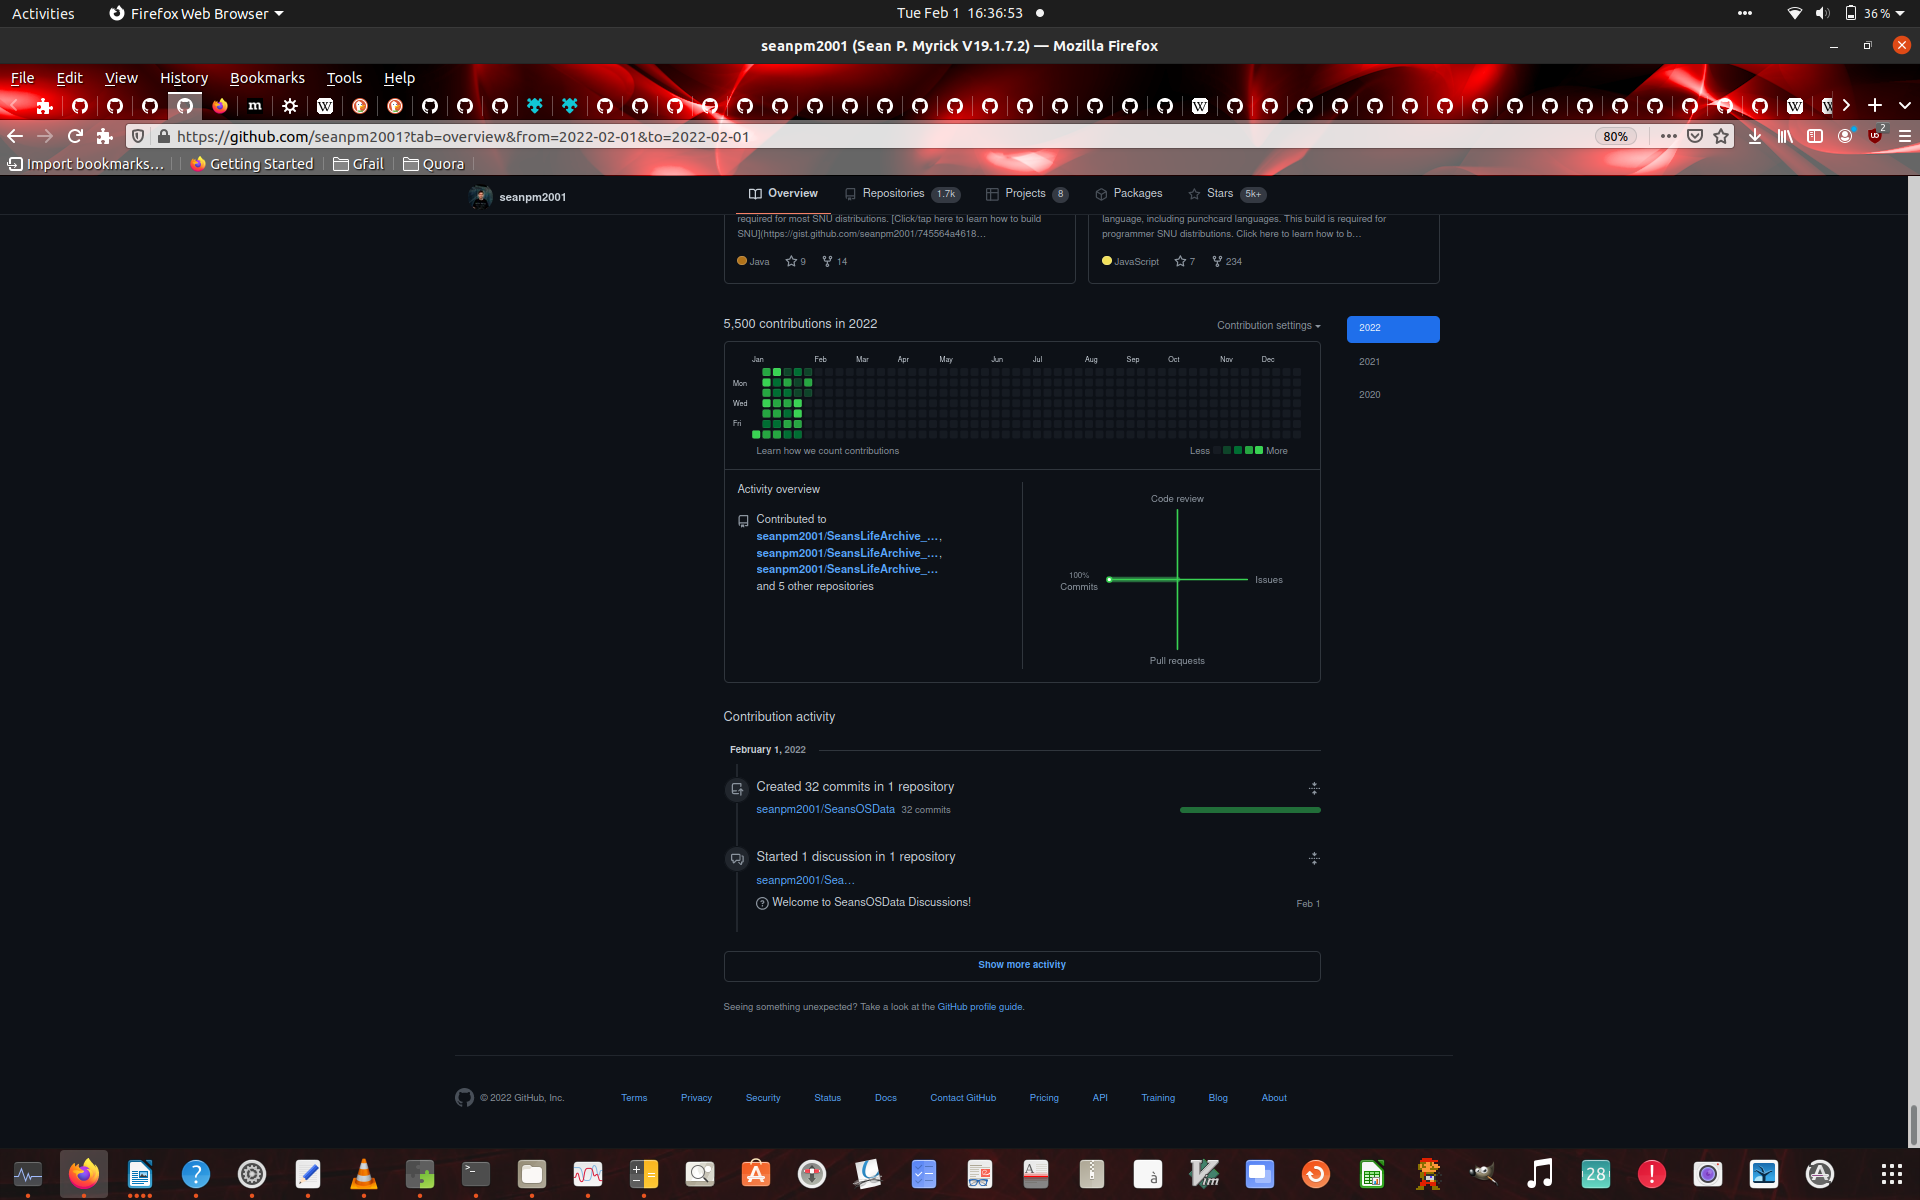 Activities
Firefox Web Browser
Tue Feb 1 16:36:53
36 %
seanpm2001 (Sean P. Myrick V19.1.7.2) — Mozilla Firefox
File Edit View History Bookmarks Tools Help
https://github.com/seanpm2001?tab=overview&from=2022-02-01&to=2022-02-01
80%
2
Import bookmarks…
Getting Started
Gfail
Quora
seanpm2001
Overview
Repositories 1.7k
Projects 8
Packages
Stars 5k+
required for most SNU distributions. [Click/tap here to learn how to build
SNU](https://gist.github.com/seanpm2001/745564a4618…
Java 9 14
language, including punchcard languages. This build is required for
programmer SNU distributions. Click here to learn how to b…
JavaScript 7 234
5,500 contributions in 2022
Contribution settings
2022
2021
2020
Jan Feb Mar Apr May Jun Jul Aug Sep Oct Nov Dec
Mon
Wed
Fri
Learn how we count contributions
Less More
Activity overview
Contributed to
seanpm2001/SeansLifeArchive_…,
seanpm2001/SeansLifeArchive_…,
seanpm2001/SeansLifeArchive_…
and 5 other repositories
Code review
100%
Commits
Issues
Pull requests
Contribution activity
February 1, 2022
Created 32 commits in 1 repository
seanpm2001/SeansOSData 32 commits
Started 1 discussion in 1 repository
seanpm2001/Sea…
Welcome to SeansOSData Discussions!
Feb 1
Show more activity
Seeing something unexpected? Take a look at the GitHub profile guide.
© 2022 GitHub, Inc.
Terms Privacy Security Status Docs Contact GitHub Pricing API Training Blog About
28